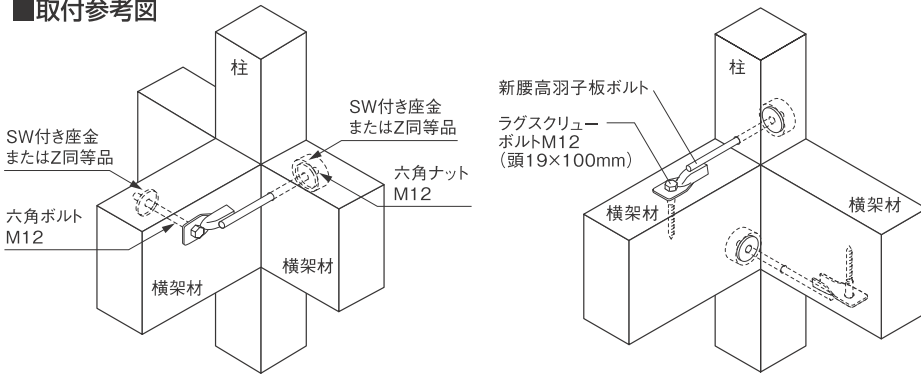 ■取付参考図
柱
SW付き座金
またはZ同等品
SW付き座金
またはZ同等品
六角ナット
M12
六角ボルト
M12
横架材
横架材
柱
新腰高羽子板ボルト
ラグスクリュー
ボルトM12
(頭19×100mm)
横架材
横架材